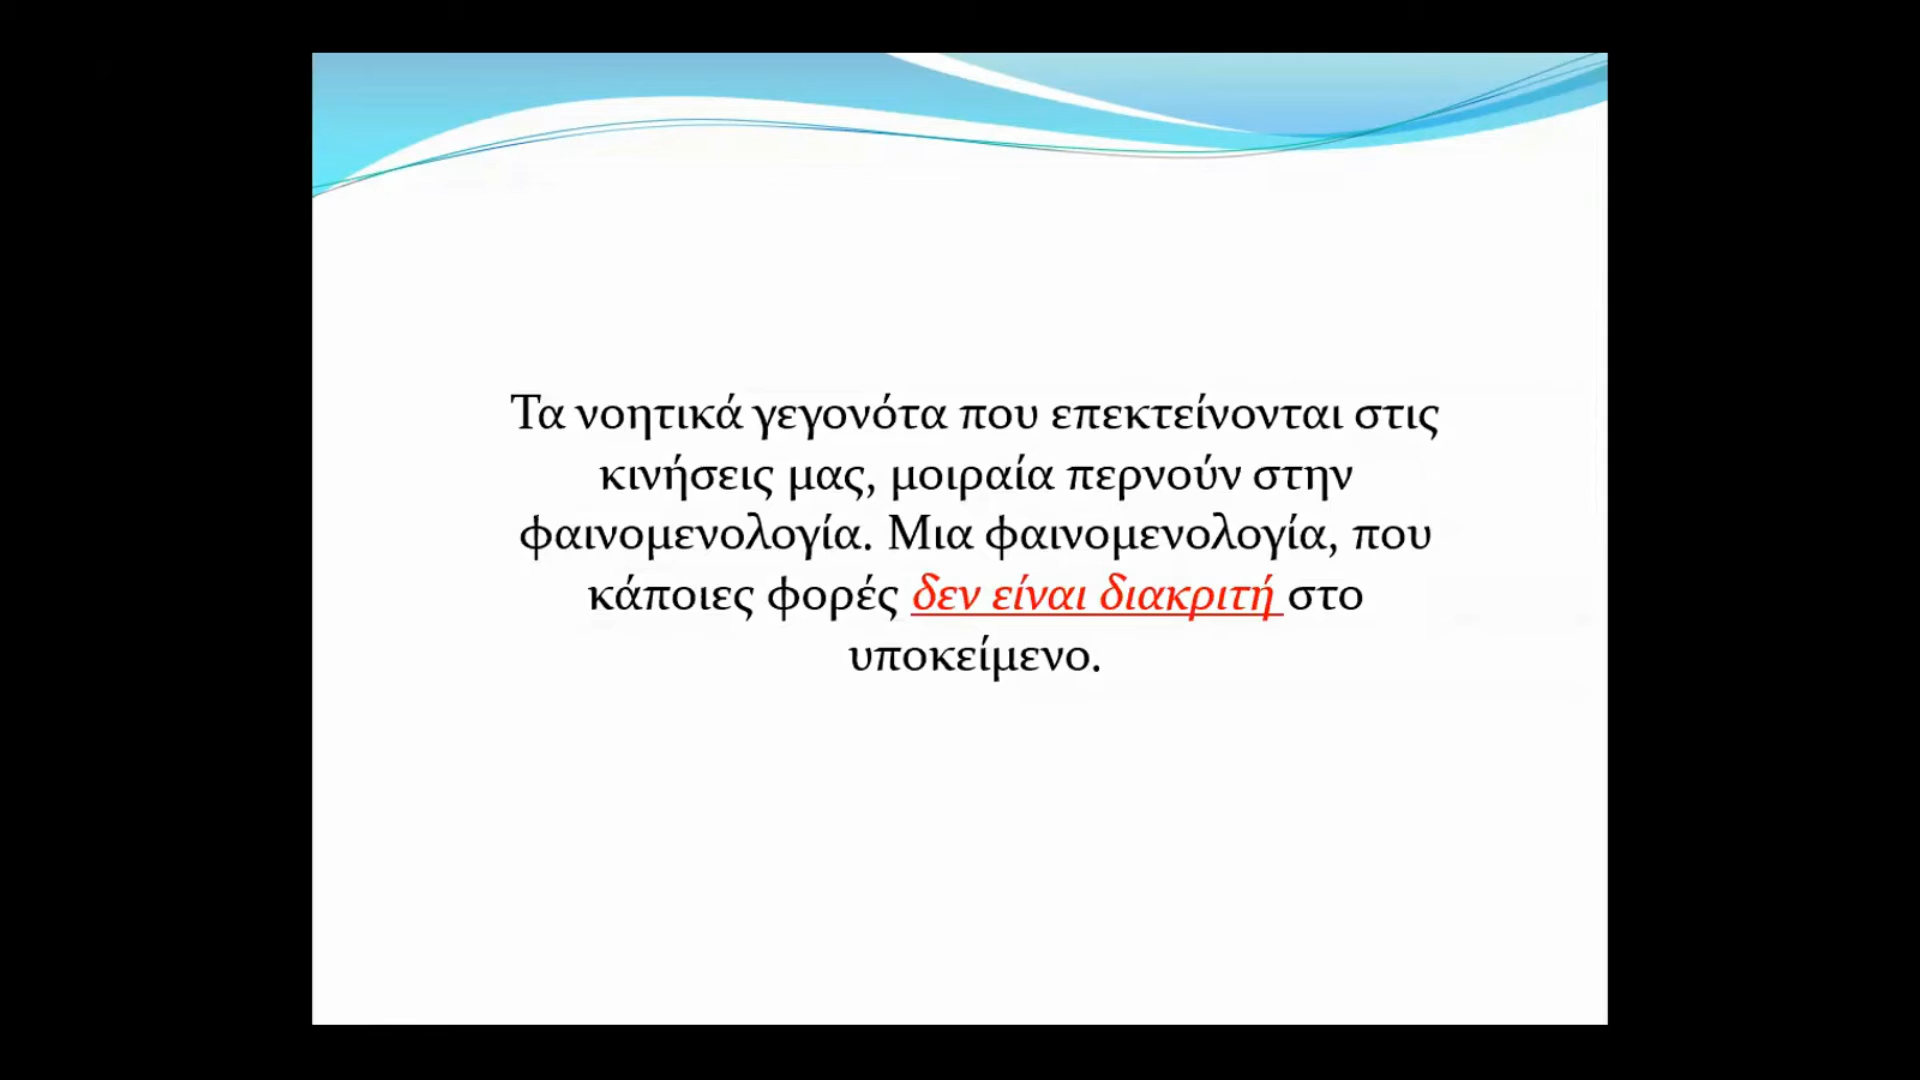 Τα νοητικά γεγονότα που επεκτείνονται στις
κινήσεις μας, μοιραία περνούν στην
φαινομενολογία. Μια φαινομενολογία, που
κάποιες φορές δεν είναι διακριτή στο
υποκείμενο.